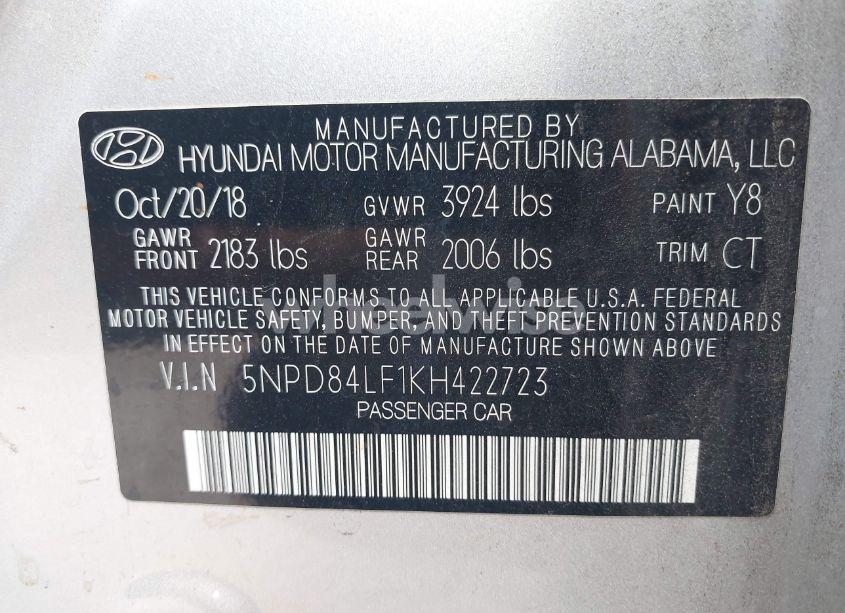 MANUFACTURED BY
HYUNDAI MOTOR MANUFACTURING ALABAMA, LLC
Oct/20/18 GVWR 3924 lbs PAINT Y8
GAWR FRONT 2183 lbs GAWR REAR 2006 lbs TRIM CT
THIS VEHICLE CONFORMS TO ALL APPLICABLE U.S.A. FEDERAL
MOTOR VEHICLE SAFETY, BUMPER, AND THEFT PREVENTION STANDARDS
IN EFFECT ON THE DATE OF MANUFACTURE SHOWN ABOVE.
wheelwise
V.I.N 5NPD84LF1KH422723
PASSENGER CAR